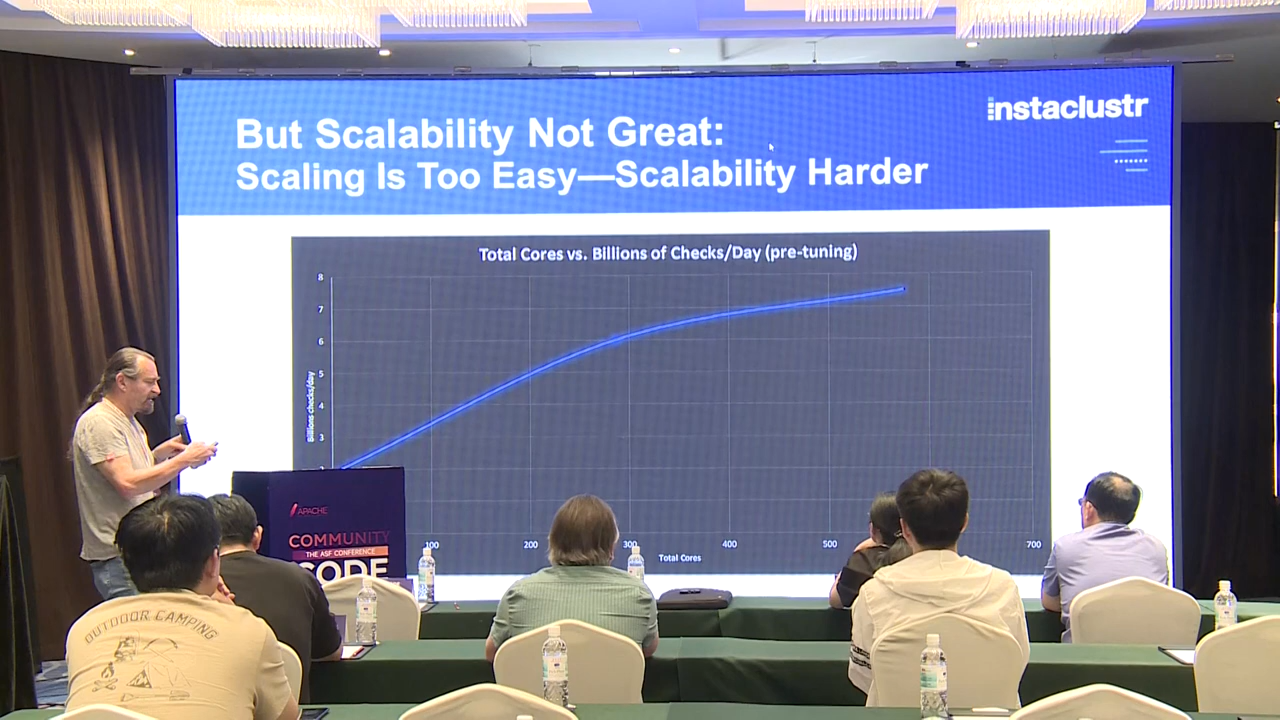 instaclustr
But Scalability Not Great:
Scaling Is Too Easy—Scalability Harder
Total Cores vs. Billions of Checks/Day (pre-tuning)
8
7
6
5
4
3
Billions checks/day
100
200
300
400
500
700
Total Cores
APACHE
COMMUNITY
THE ASF CONFERENCE
CODE
OUTDOOR CAMPING